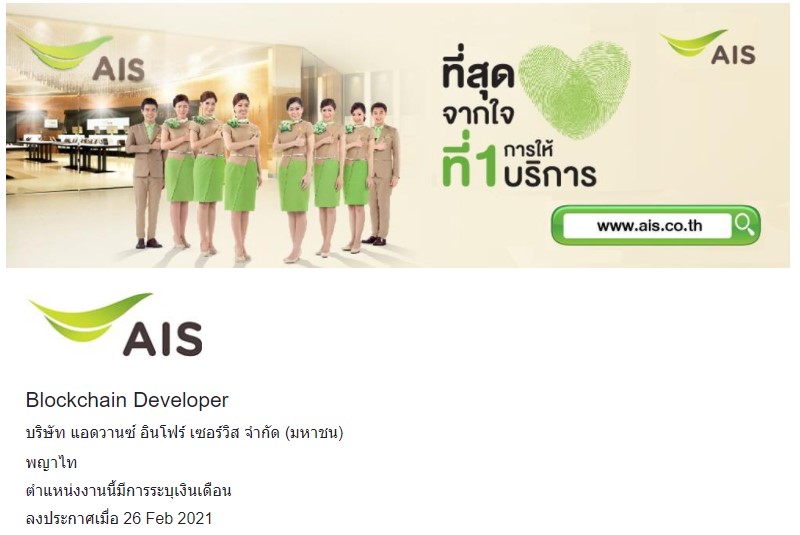 AIS
ที่สุด
จากใจ
ที่1 การให้
บริการ
AIS
www.ais.co.th
AIS
Blockchain Developer
บริษัท แอดวานซ์ อินโฟร์ เซอร์วิส จำกัด (มหาชน)
พญาไท
ตำแหน่งงานนี้มีการระบุเงินเดือน
ลงประกาศเมื่อ 26 Feb 2021